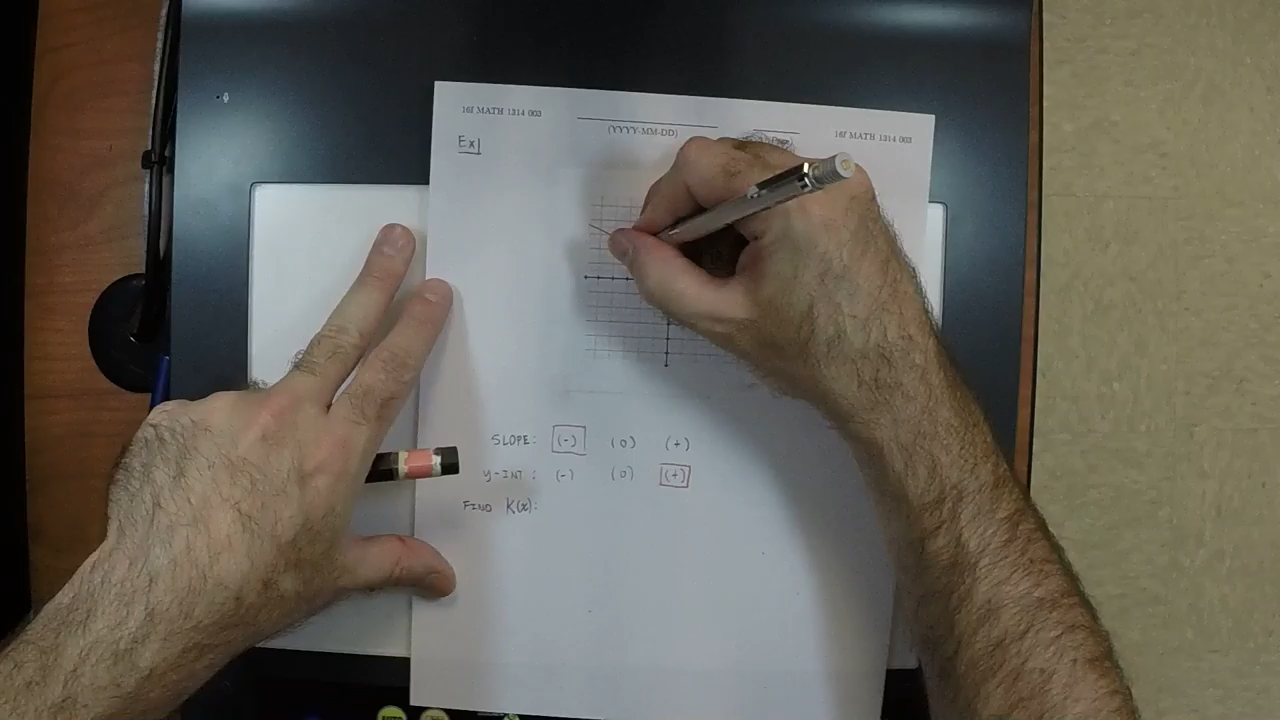 16f MATH 1314 003
(YYYY-MM-DD)
16f MATH 1314 003
Ex1
SLOPE: (-) (0) (+)
y-INT: (-) (0) (+)
FIND K(x):